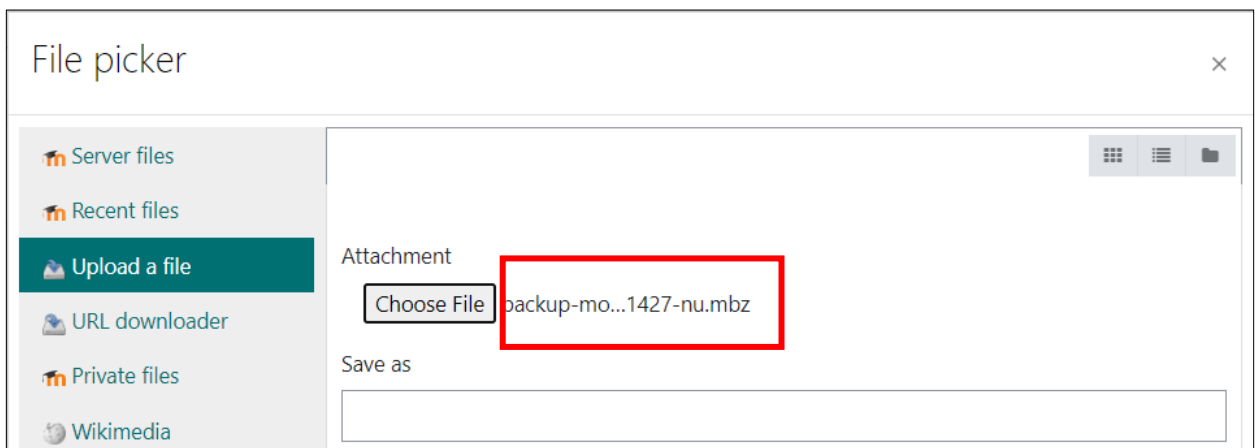 File picker
×
Server files
Recent files
Upload a file
URL downloader
Private files
Wikimedia
Attachment
Choose File backup-mo...1427-nu.mbz
Save as